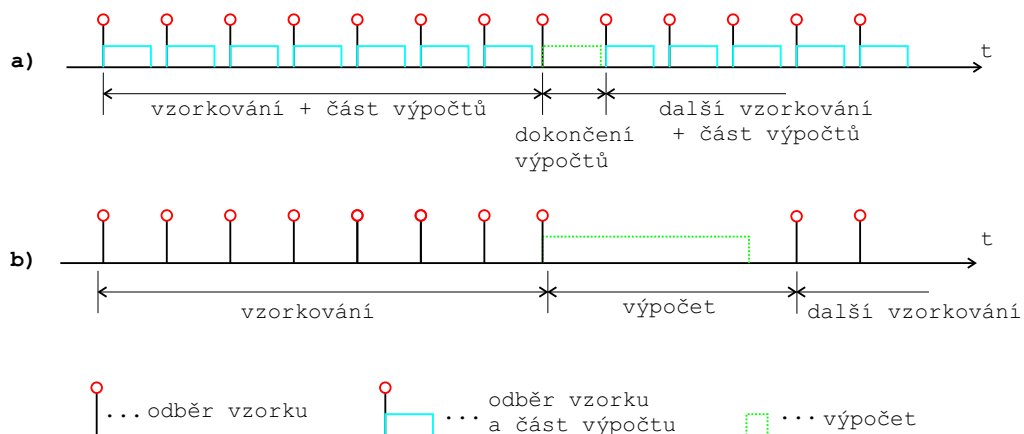 a)
t
vzorkování + část výpočtů
dokončení
výpočtů
další vzorkování
+ část výpočtů
b)
t
vzorkování
výpočet
další vzorkování
...odběr vzorku
... odběr vzorku
a část výpočtu
... výpočet